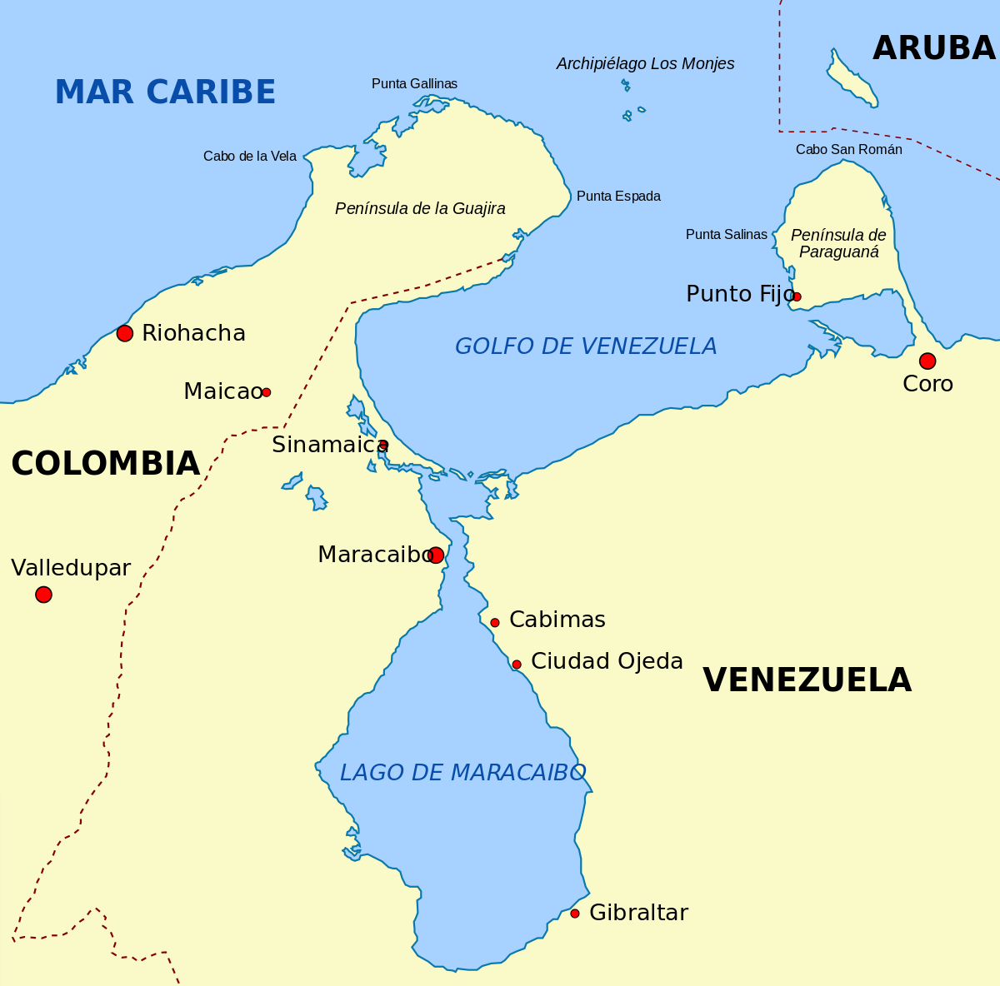 ARUBA
Archipiélago Los Monjes
MAR CARIBE
Punta Gallinas
Cabo San Román
Cabo de la Vela
Punta Espada
Península de la Guajira
Punta Salinas
Península de
Paraguaná
Punto Fijo
Riohacha
GOLFO DE VENEZUELA
Coro
Maicao
Sinamaica
COLOMBIA
Maracaibo
Valledupar
Cabimas
Ciudad Ojeda
VENEZUELA
LAGO DE MARACAIBO
Gibraltar